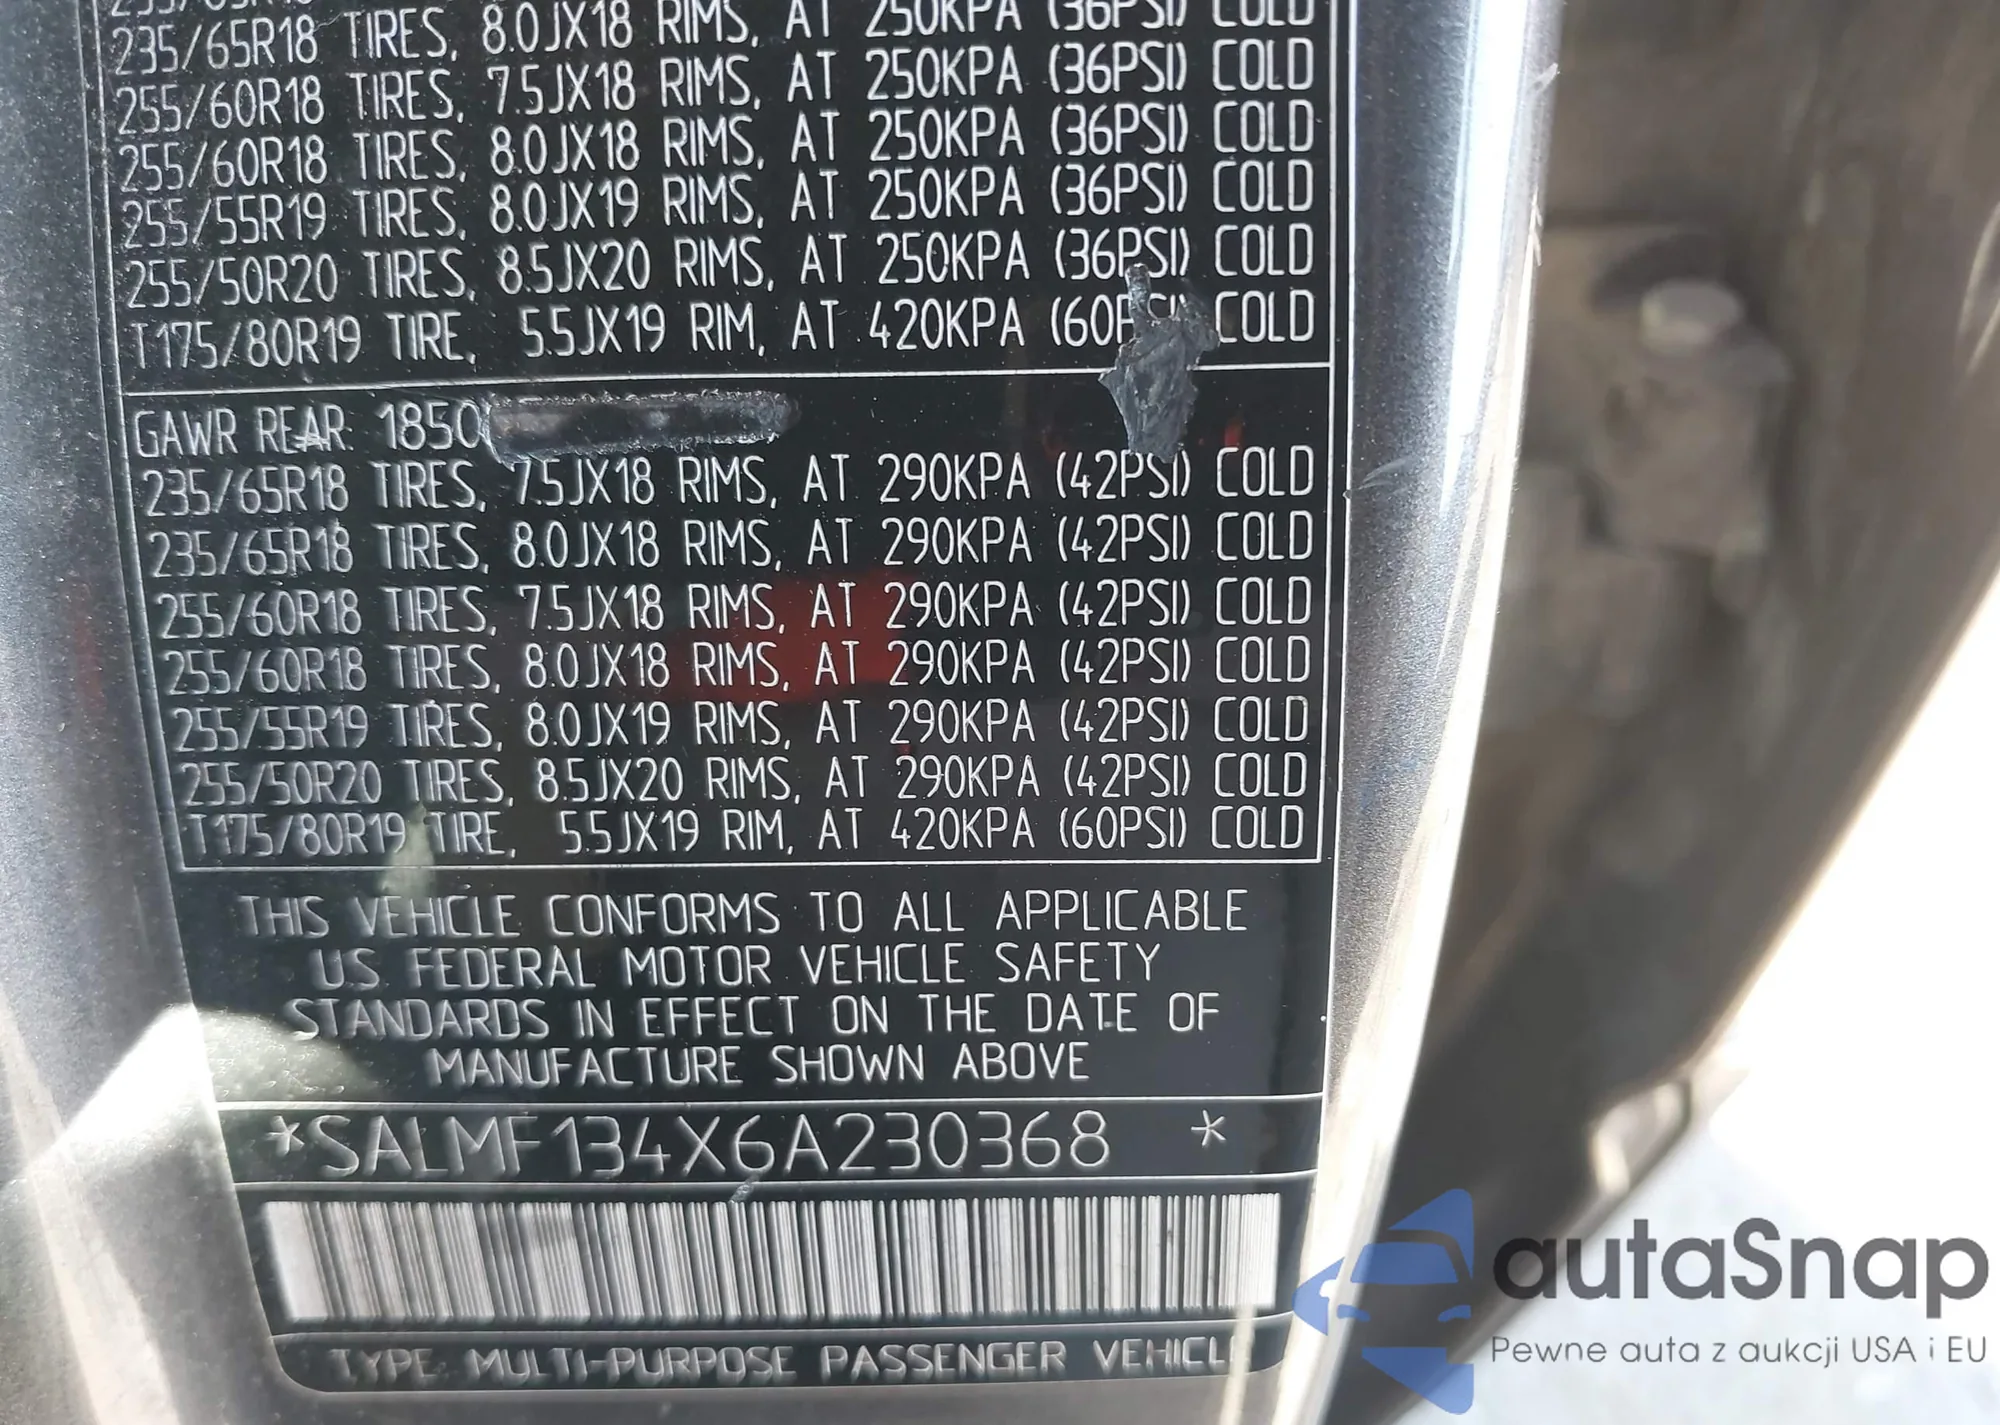 235/65R18 TIRES, 8.0JX18 RIMS, AT 250KPA (36PSI) COLD
255/60R18 TIRES, 7.5JX18 RIMS, AT 250KPA (36PSI) COLD
255/60R18 TIRES, 8.0JX18 RIMS, AT 250KPA (36PSI) COLD
255/55R19 TIRES, 8.0JX19 RIMS, AT 250KPA (36PSI) COLD
255/50R20 TIRES, 8.5JX20 RIMS, AT 250KPA (36PSI) COLD
T175/80R19 TIRE, 5.5JX19 RIM, AT 420KPA COLD
GAWR REAR: 1850
235/65R18 TIRES, 7.5JX18 RIMS, AT 290KPA (42PSI) COLD
235/65R18 TIRES, 8.0JX18 RIMS, AT 290KPA (42PSI) COLD
255/60R18 TIRES, 7.5JX18 RIMS, AT 290KPA (42PSI) COLD
255/60R18 TIRES, 8.0JX18 RIMS, AT 290KPA (42PSI) COLD
255/55R19 TIRES, 8.0JX19 RIMS, AT 290KPA (42PSI) COLD
255/50R20 TIRES, 8.5JX20 RIMS, AT 290KPA (42PSI) COLD
T175/80R19 TIRE, 5.5JX19 RIM, AT 420KPA (60PSI) COLD
THIS VEHICLE CONFORMS TO ALL APPLICABLE
U.S. FEDERAL MOTOR VEHICLE SAFETY
STANDARDS IN EFFECT ON THE DATE OF
MANUFACTURE SHOWN ABOVE
*SALMF134X6A230368 *
TYPE: MULTI-PURPOSE PASSENGER VEHICLE
autaSnap
Pewne auta z aukcji USA i EU